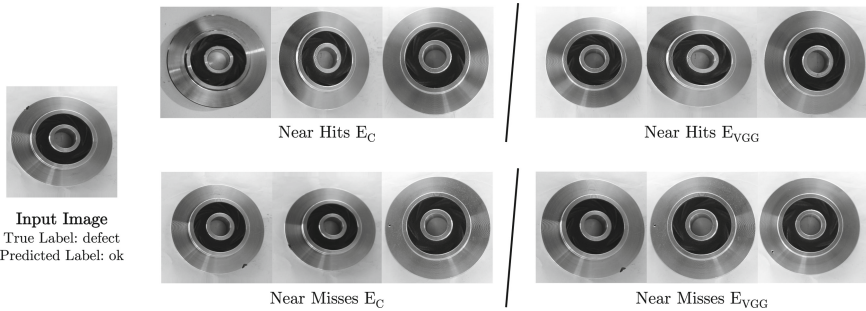 Near Hits E_C
Near Hits E_VGG
Input Image
True Label: defect
Predicted Label: ok
Near Misses E_C
Near Misses E_VGG